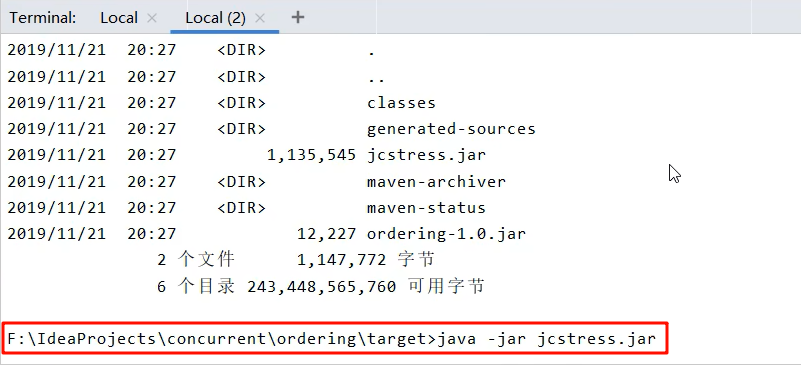 Terminal: Local × Local (2) × +
2019/11/21  20:27    <DIR>          .
2019/11/21  20:27    <DIR>          ..
2019/11/21  20:27    <DIR>          classes
2019/11/21  20:27    <DIR>          generated-sources
2019/11/21  20:27         1,135,545 jcstress.jar
2019/11/21  20:27    <DIR>          maven-archiver
2019/11/21  20:27    <DIR>          maven-status
2019/11/21  20:27            12,227 ordering-1.0.jar
2 个文件      1,147,772 字节
6 个目录 243,448,565,760 可用字节
F:\IdeaProjects\concurrent\ordering\target>java -jar jcstress.jar